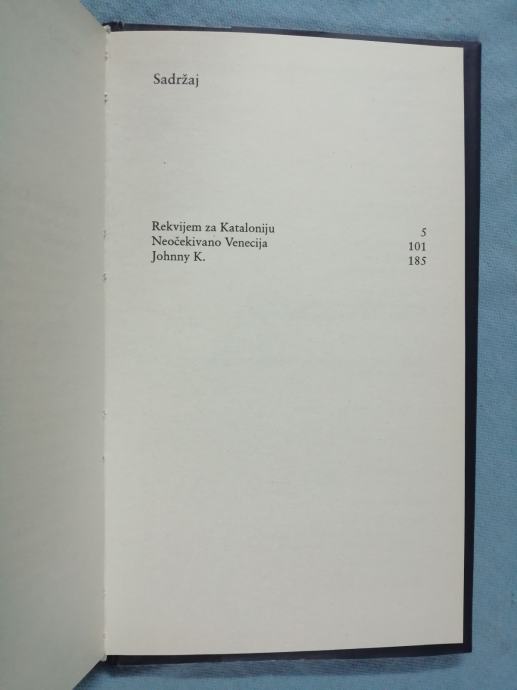 Sadržaj
Rekvijem za Kataloniju 5
Neočekivano Venecija 101
Johnny K. 185